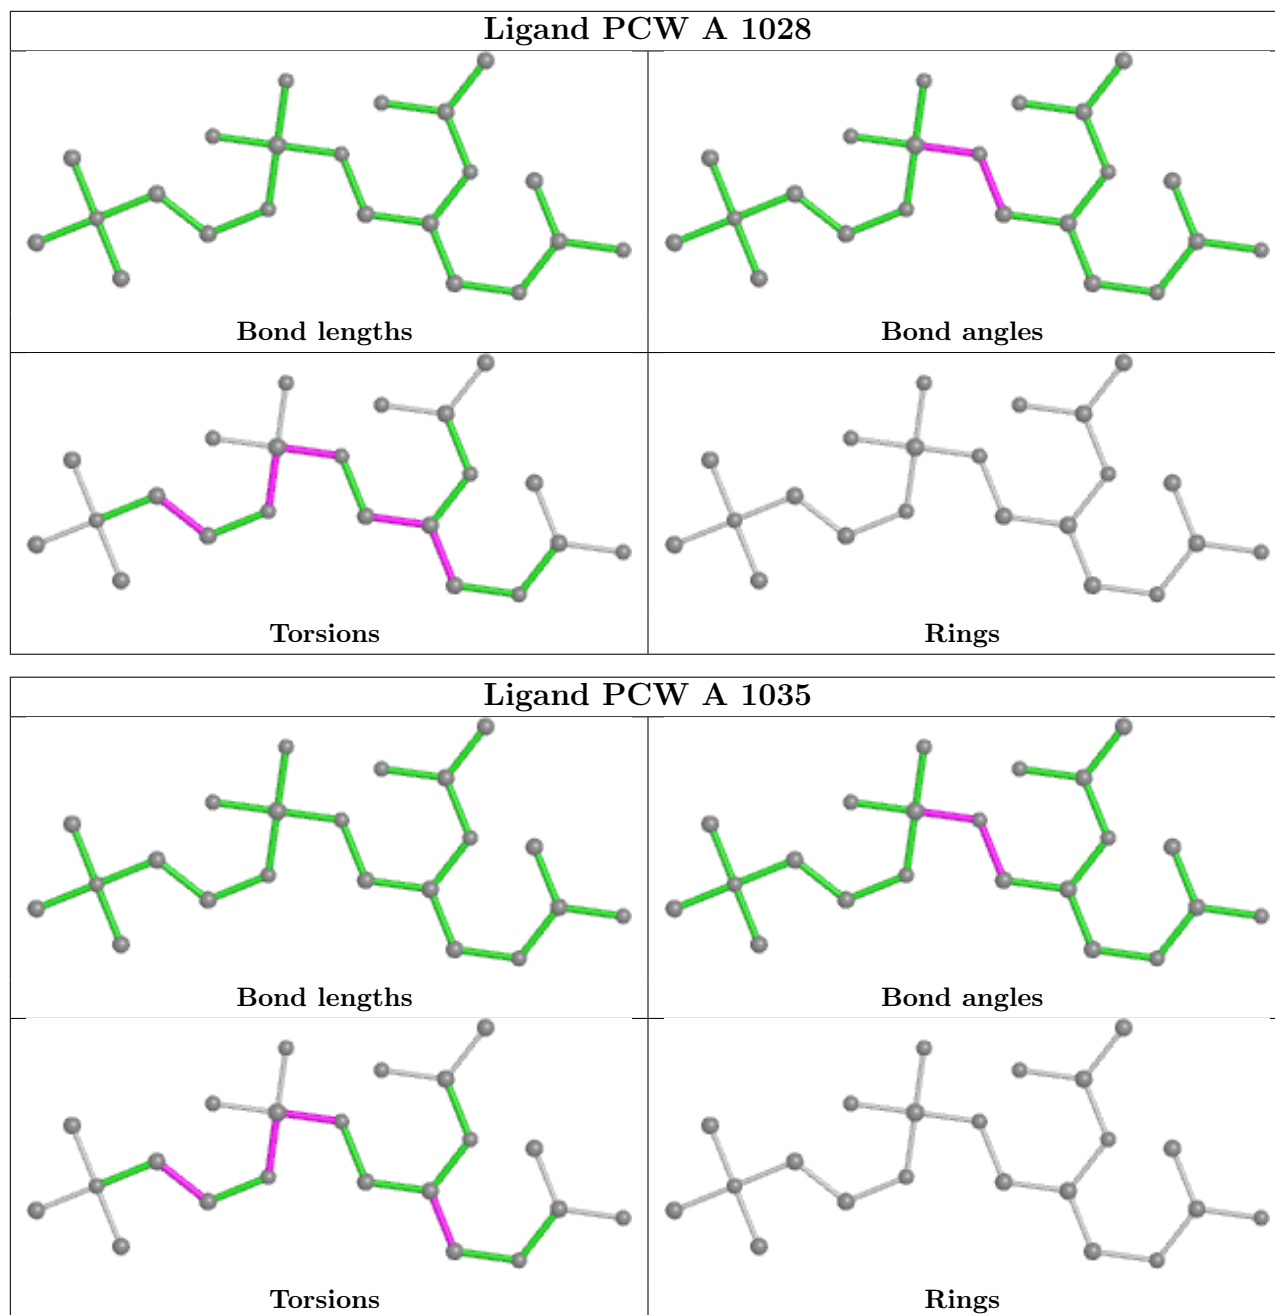 Ligand PCW A 1028
Bond lengths
Bond angles
Torsions
Rings
Ligand PCW A 1035
Bond lengths
Bond angles
Torsions
Rings